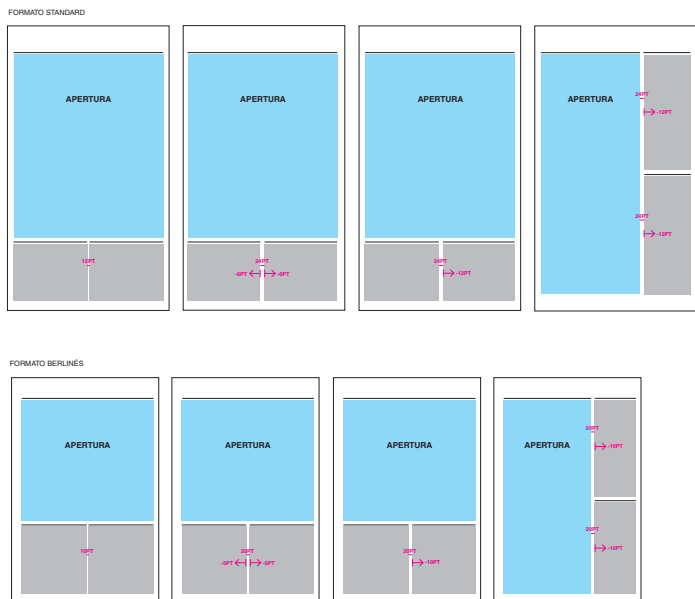 FORMATO STANDARD
APERTURA
12PT
APERTURA
24PT
-6PT
-6PT
APERTURA
24PT
-12PT
APERTURA
24PT
-12PT
24PT
-12PT
FORMATO BERLINÉS
APERTURA
10PT
APERTURA
20PT
-5PT
-5PT
APERTURA
20PT
-10PT
APERTURA
20PT
-10PT
20PT
-10PT